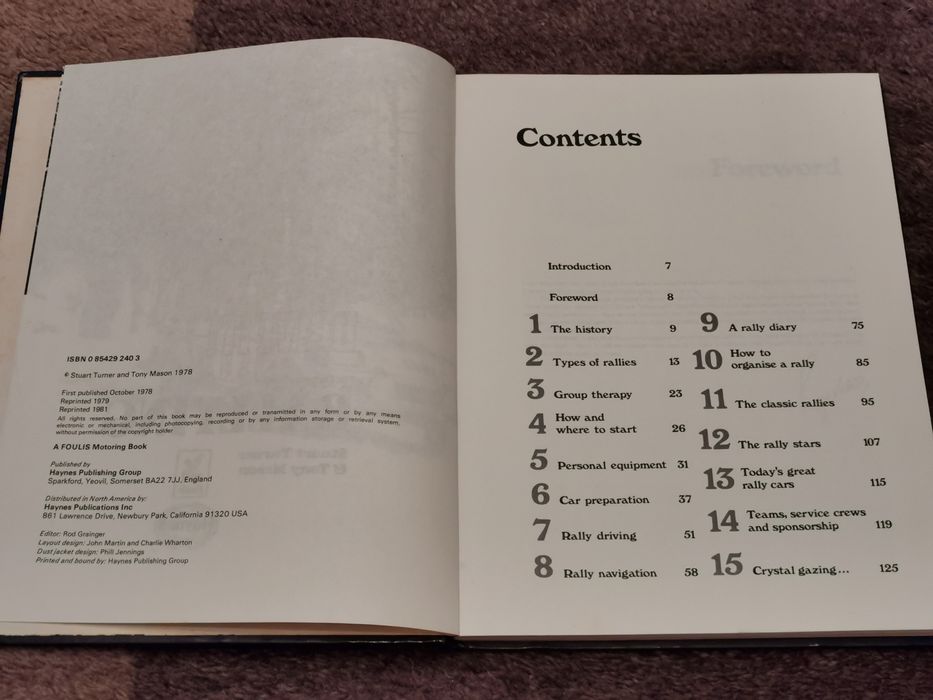 ISBN 0 85429 240 3
© Stuart Turner and Tony Mason 1978
First published October 1978
Reprinted 1979
Reprinted 1981
All rights reserved. No part of this book may be reproduced or transmitted in any form or by any means
electronic or mechanical, including photocopying, recording or by any information storage or retrieval system,
without permission of the copyright holder
A FOULIS Motoring Book
Published by
Haynes Publishing Group
Sparkford, Yeovil, Somerset BA22 7JJ, England
Distributed in North America by:
Haynes Publications Inc
861 Lawrence Drive, Newbury Park, California 91320 USA
Editor: Rod Grainger
Layout design: John Martin and Charlie Wharton
Dust jacket design: Phill Jennings
Printed and bound by: Haynes Publishing Group
Contents
Introduction 7
Foreword 8
1 The history 9
2 Types of rallies 13
3 Group therapy 23
4 How and
where to start 26
5 Personal equipment 31
6 Car preparation 37
7 Rally driving 51
8 Rally navigation 58
9 A rally diary 75
10 How to
organise a rally 85
11 The classic rallies 95
12 The rally stars 107
13 Today's great
rally cars 115
14 Teams, service crews
and sponsorship 119
15 Crystal gazing... 125
Foreword
Stuart Turner
& Tony Mason